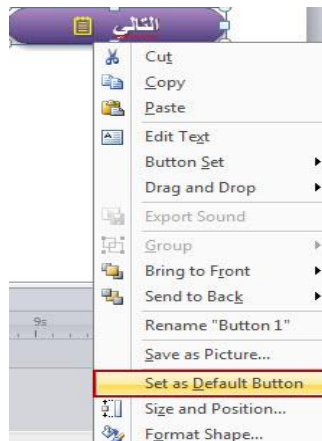 التالي
Cut
Copy
Paste
Edit Text
Button Set
Drag and Drop
Export Sound
Group
Bring to Front
Send to Back
9s
Rename "Button 1"
Save as Picture...
Set as Default Button
Size and Position...
Format Shape...